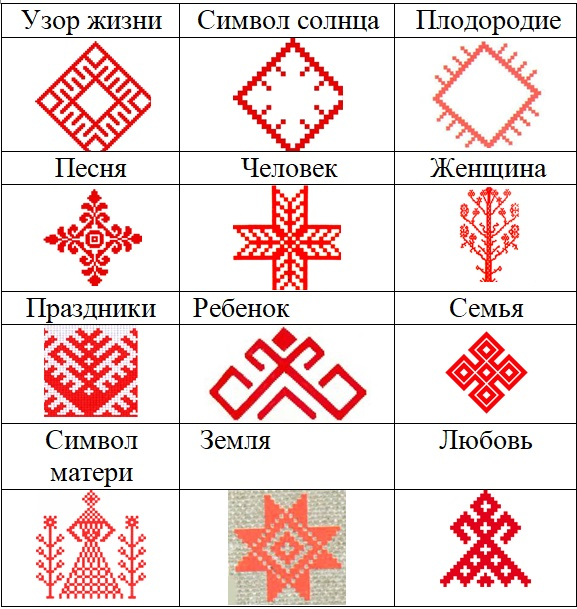 Узор жизни Символ солнца Плодородие
Песня Человек Женщина
Праздники Ребенок Семья
Символ Земля Любовь
матери